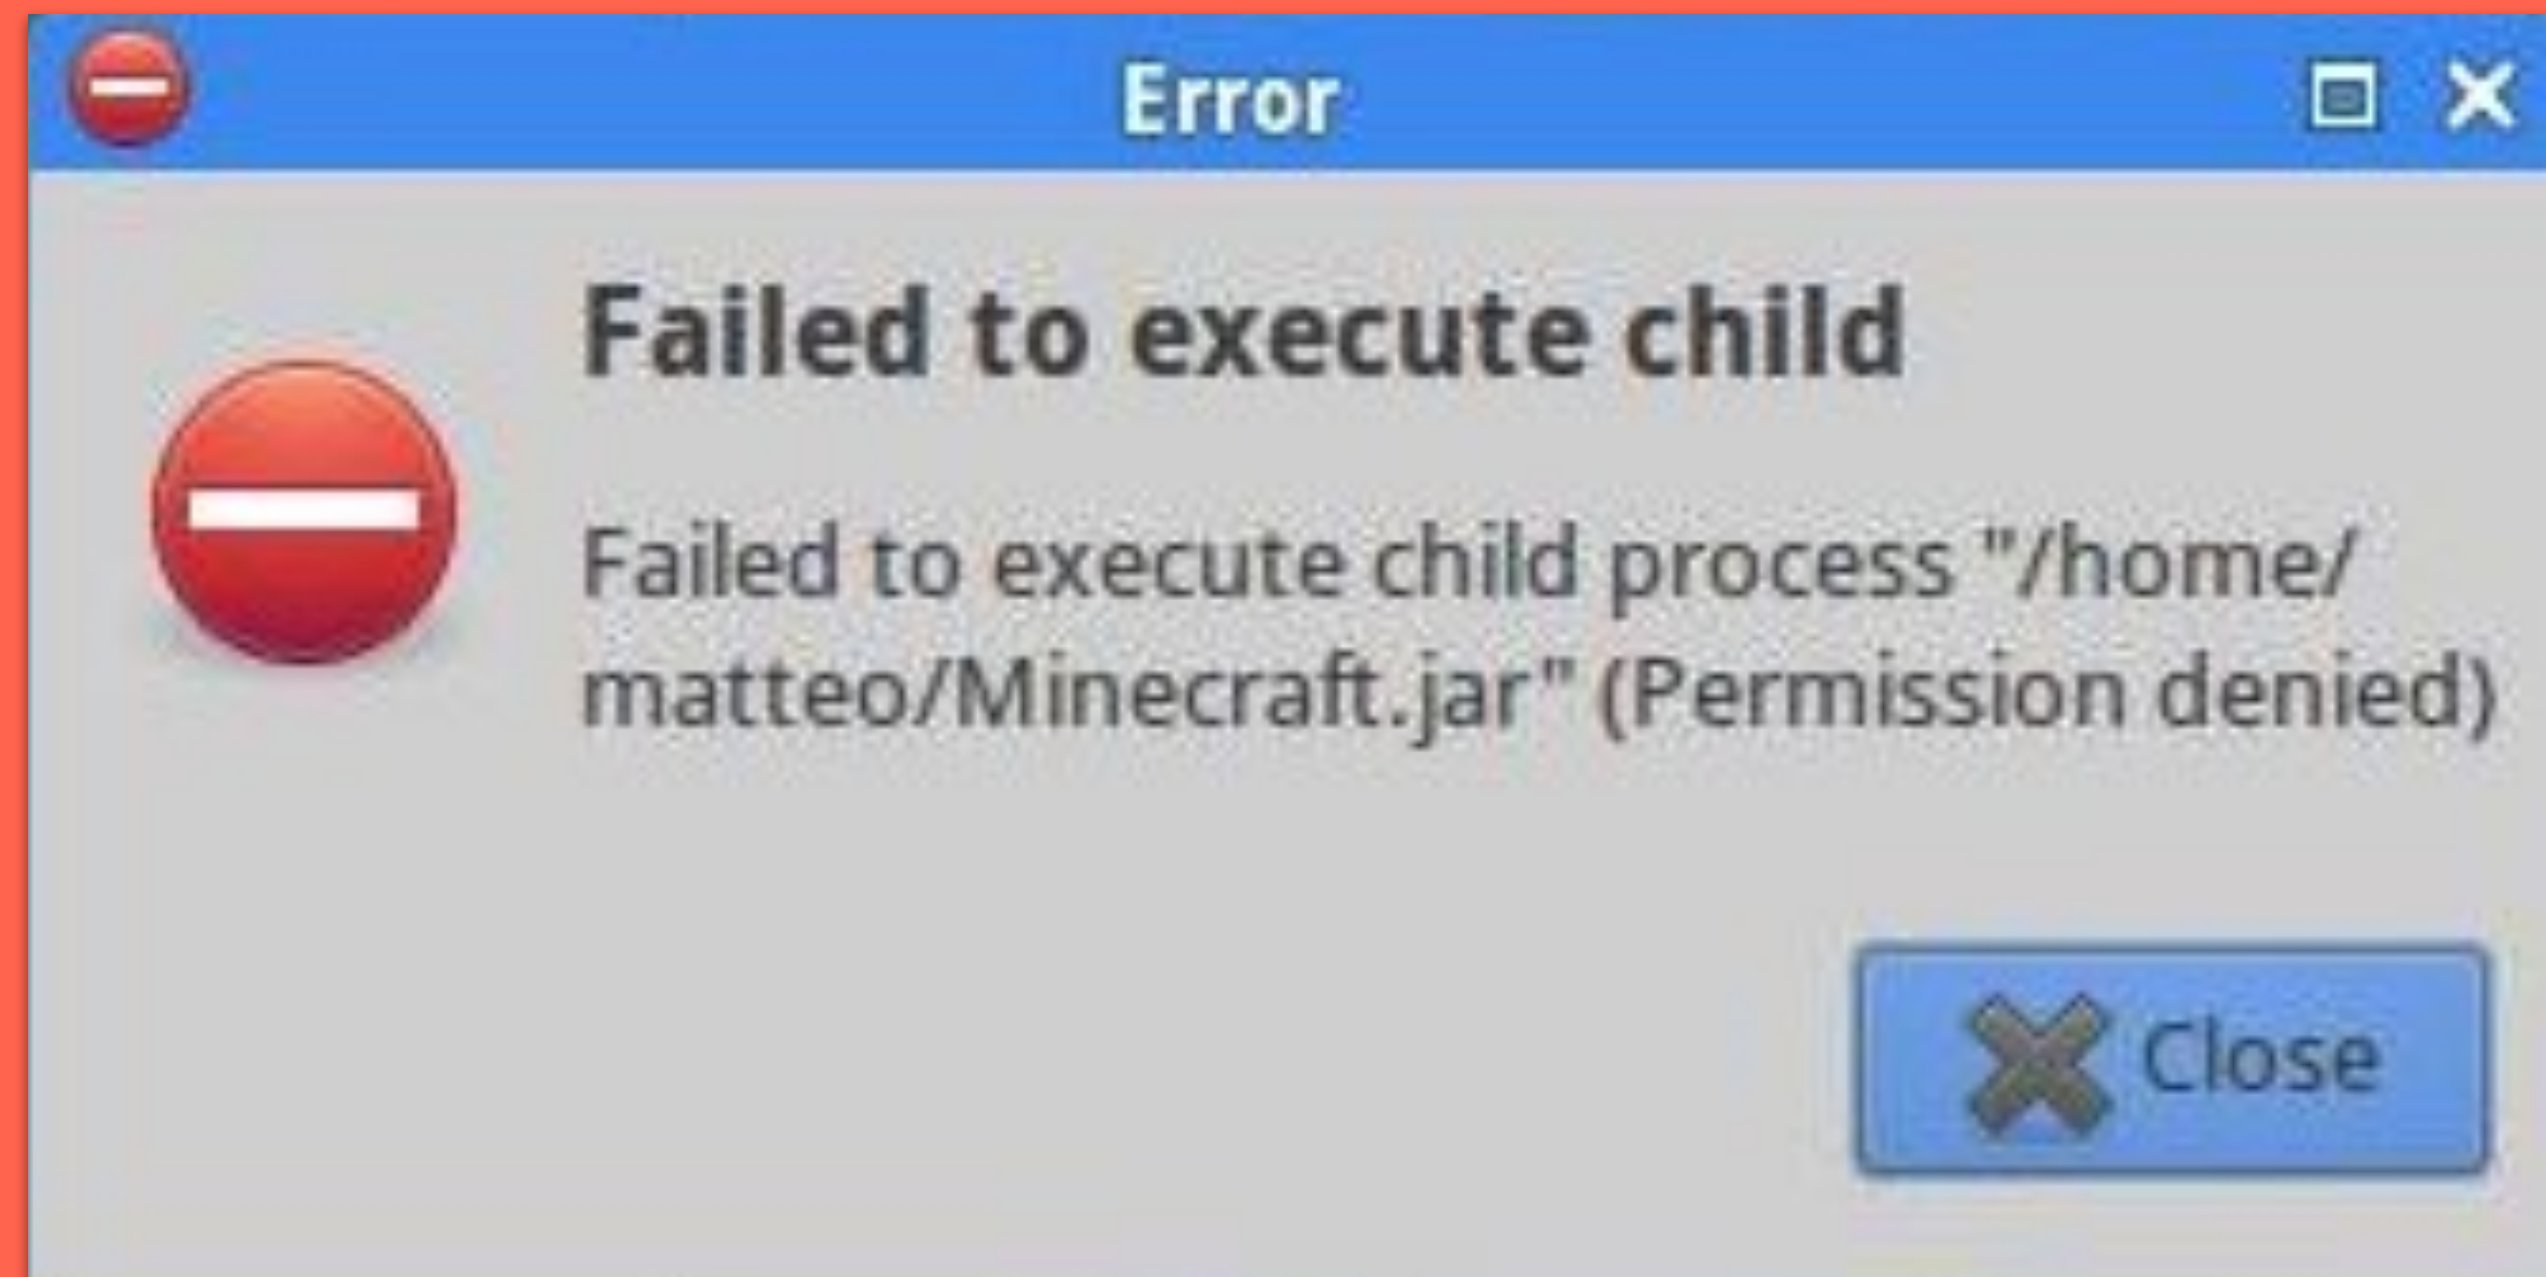 Error
Failed to execute child
Failed to execute child process "/home/
matteo/Minecraft.jar" (Permission denied)
Close